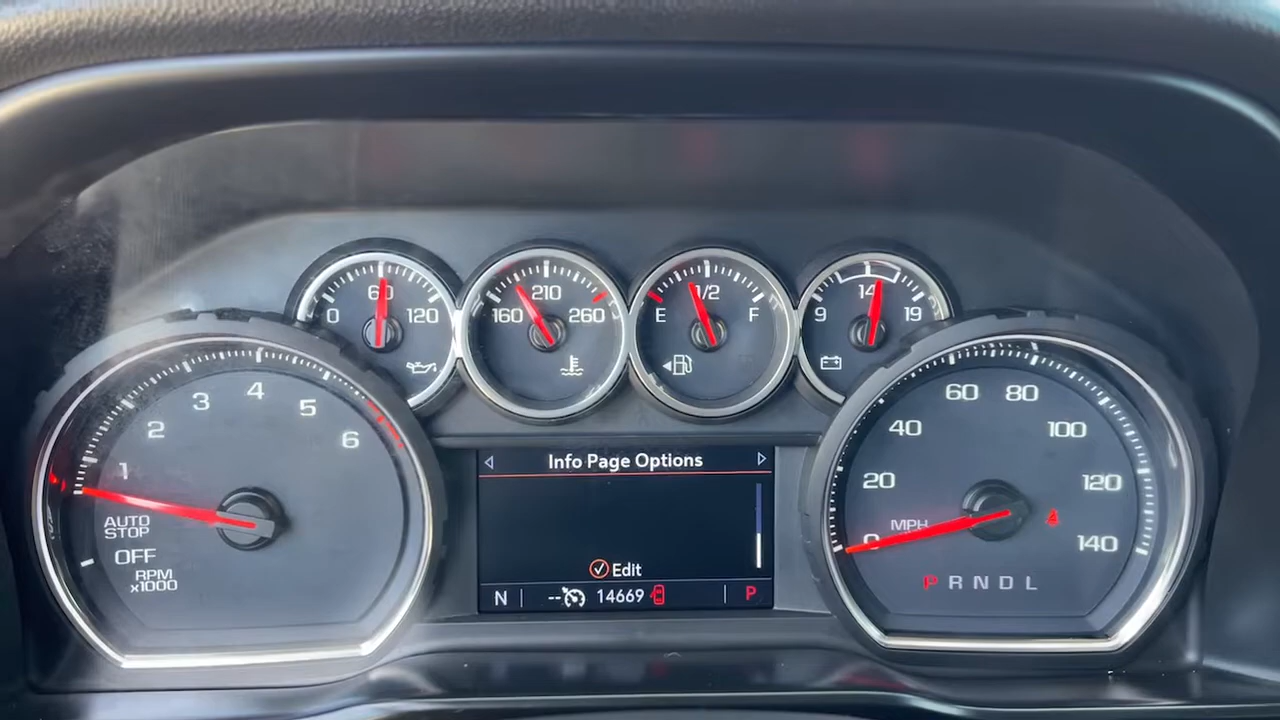 60
0 120
210
160 260
1/2
E F
14
9 19
1 2 3 4 5 6
AUTO
STOP
OFF
RPM
x1000
Info Page Options
Edit
N -- 14669 P
0 20 40 60 80 100 120 140
MPH
P R N D L